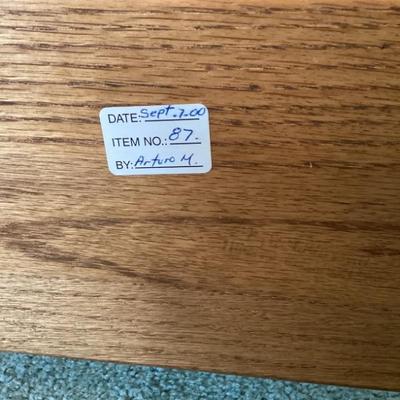 DATE: Sept. 7.00
ITEM NO.: 87.
BY: Arturo M.